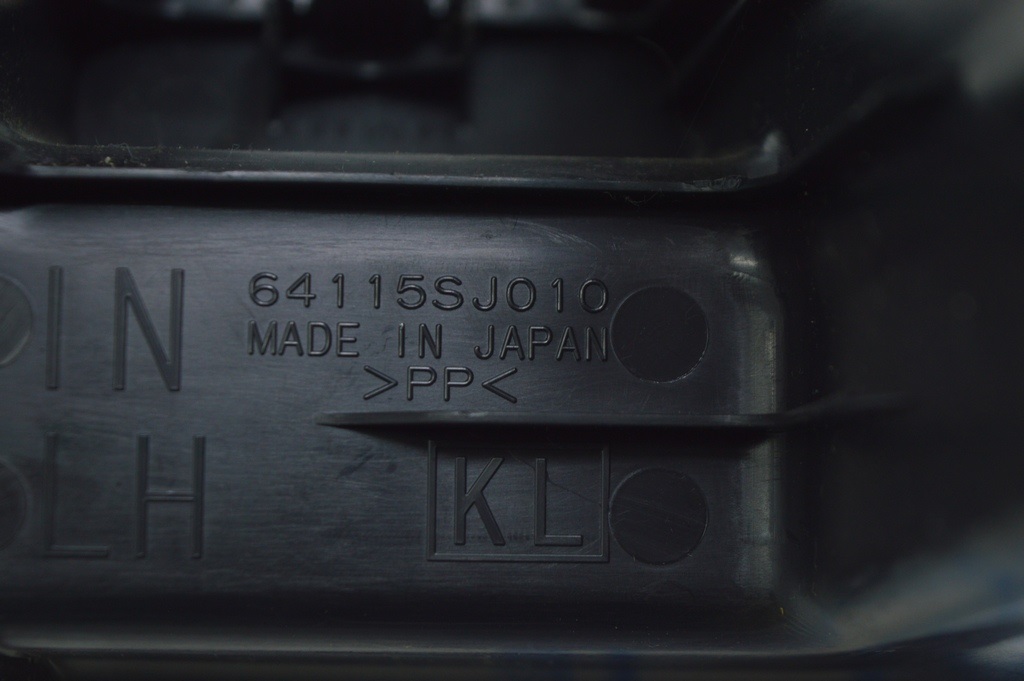 IN
64115SJ010
MADE IN JAPAN
>PP<
LH
KL